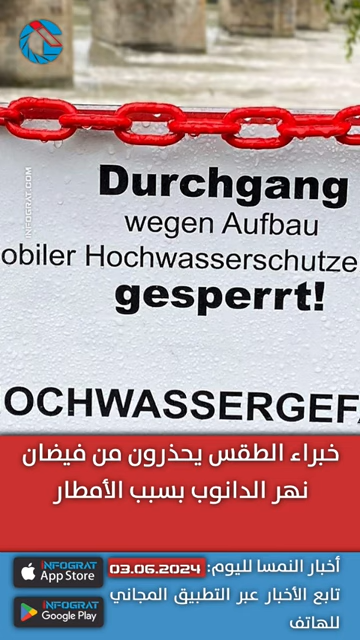 INFOGRAT.COM
Durchgang
wegen Aufbau
obiler Hochwasserschutze
gesperrt!
OCHWASSERGEFA
خبراء الطقس يحذرون من فيضان
نهر الدانوب بسبب الأمطار
أخبار النمسا لليوم: 03.06.2024
تابع الأخبار عبر التطبيق المجاني
للهاتف
INFOGRAT
App Store
INFOGRAT
Google Play